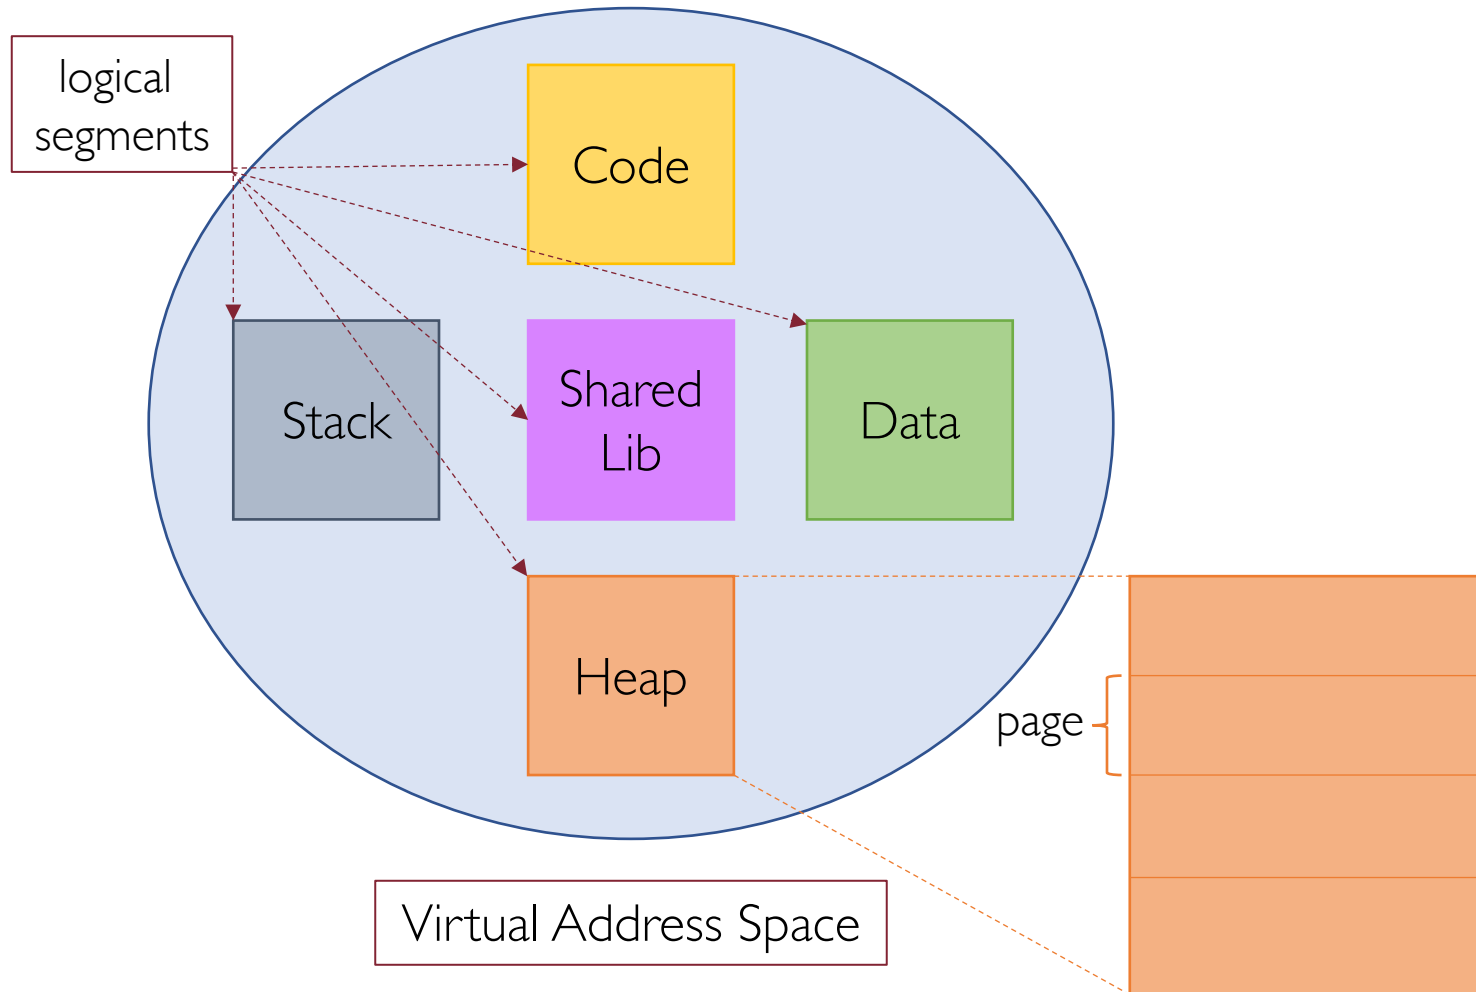 logical
segments
Code
Stack
Shared
Lib
Data
Heap
page
Virtual Address Space